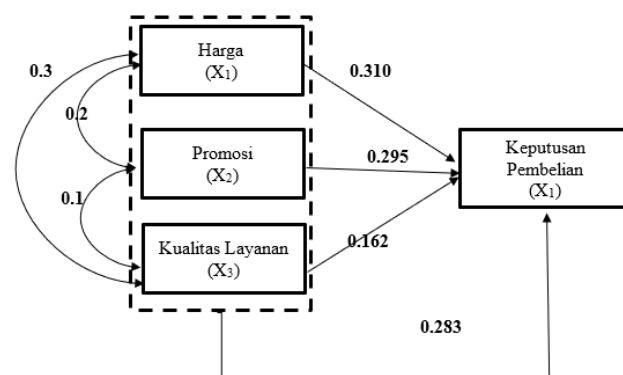 Harga
(X₁)
0.3
0.310
0.2
Promosi
(X₂)
0.295
Keputusan
Pembelian
(X₁)
0.1
Kualitas Layanan
(X₃)
0.162
0.283